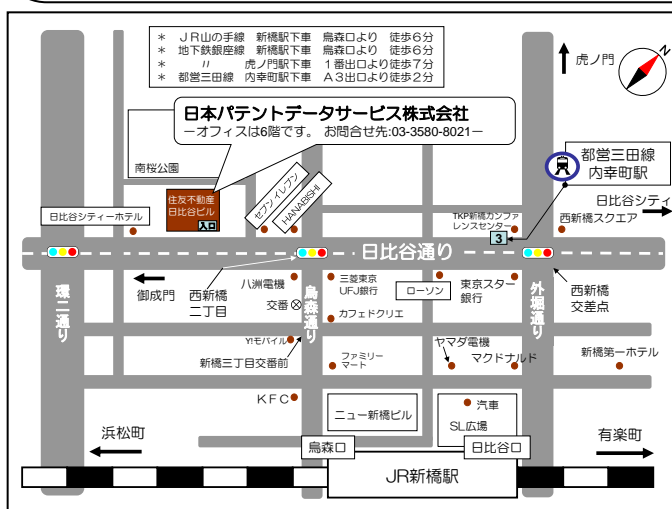 * JR山の手線 新橋駅下車 烏森口より 徒歩6分
* 地下鉄銀座線 新橋駅下車 烏森口より 徒歩6分
* 〃 虎ノ門駅下車 1番出口より徒歩7分
* 都営三田線 内幸町駅下車 A3出口より徒歩2分
虎ノ門
N
日本パテントデータサービス株式会社
−オフィスは6階です。 お問合せ先:03-3580-8021−
都営三田線
内幸町駅
南桜公園
住友不動産
日比谷ビル
入口
セブンイレブン
HANABISHI
日比谷シティーホテル
TKP新橋カンファ
レンスセンター
3
日比谷シティ
西新橋スクエア
日比谷通り
環二通り
御成門
西新橋
二丁目
八洲電機
交番
烏森通り
三菱東京
UFJ銀行
カフェドクリエ
ローソン
東京スター
銀行
外堀通り
西新橋
交差点
Y!モバイル
新橋三丁目交番前
ファミリー
マート
ヤマダ電機
マクドナルド
新橋第一ホテル
KFC
ニュー新橋ビル
汽車
SL広場
浜松町
烏森口
日比谷口
有楽町
JR新橋駅